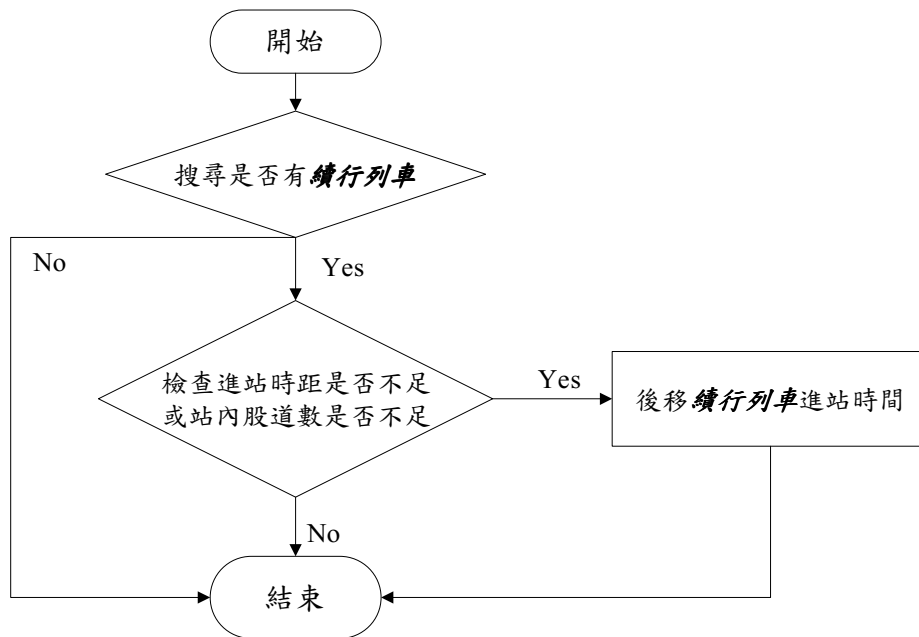 開始
搜尋是否有續行列車
No
Yes
檢查進站時距是否不足
或站內股道數是否不足
Yes
後移續行列車進站時間
No
結束